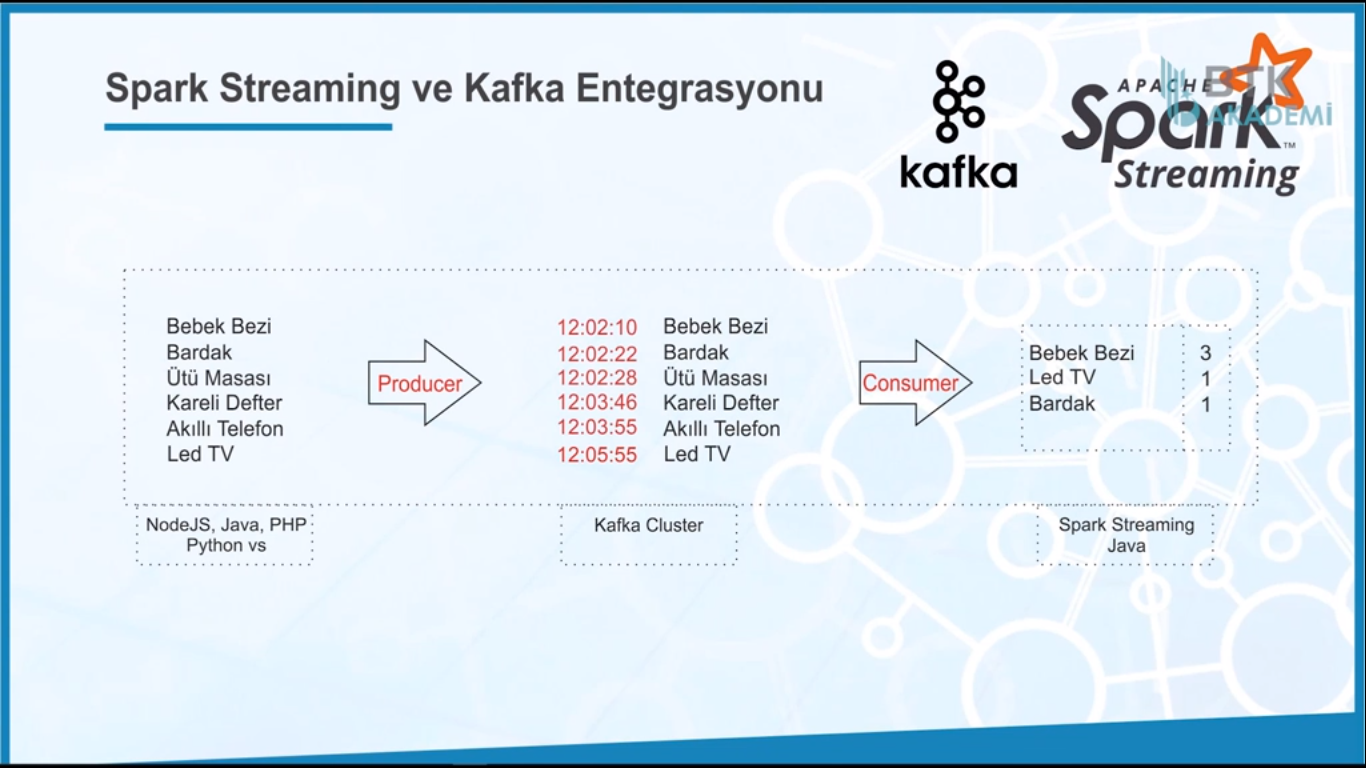 Spark Streaming ve Kafka Entegrasyonu
kafka
APACHE
Spark
TM
Streaming
BTK
AKADEMİ
Bebek Bezi
Bardak
Ütü Masası
Kareli Defter
Akıllı Telefon
Led TV
Producer
12:02:10 Bebek Bezi
12:02:22 Bardak
12:02:28 Ütü Masası
12:03:46 Kareli Defter
12:03:55 Akıllı Telefon
12:05:55 Led TV
Consumer
Bebek Bezi 3
Led TV 1
Bardak 1
NodeJS, Java, PHP
Python vs
Kafka Cluster
Spark Streaming
Java